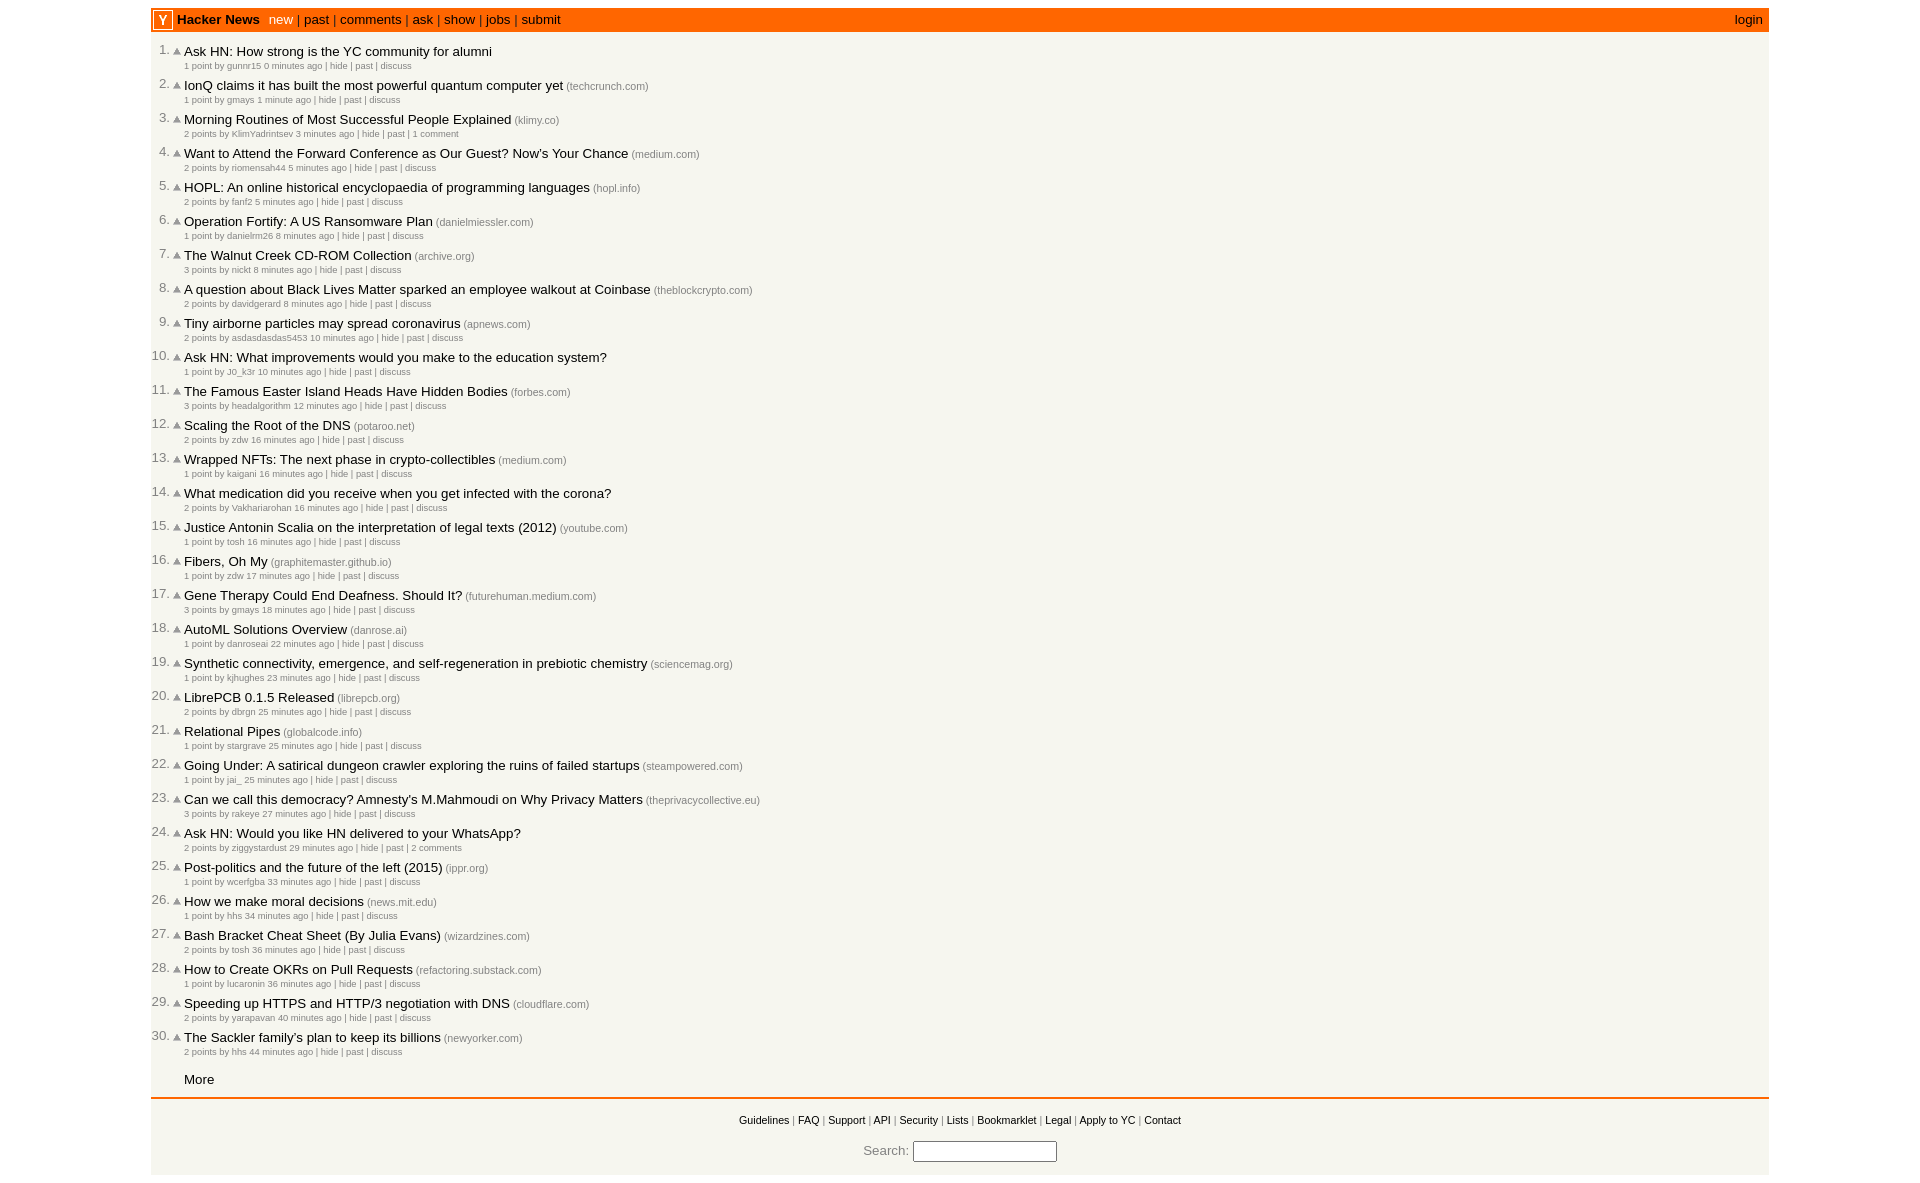 Y Hacker News new | past | comments | ask | show | jobs | submit login
1. Ask HN: How strong is the YC community for alumni
1 point by gunnr15 0 minutes ago | hide | past | discuss
2. IonQ claims it has built the most powerful quantum computer yet (techcrunch.com)
1 point by gmays 1 minute ago | hide | past | discuss
3. Morning Routines of Most Successful People Explained (klimy.co)
2 points by KlimYadrintsev 3 minutes ago | hide | past | 1 comment
4. Want to Attend the Forward Conference as Our Guest? Now’s Your Chance (medium.com)
2 points by riomensah44 5 minutes ago | hide | past | discuss
5. HOPL: An online historical encyclopaedia of programming languages (hopl.info)
2 points by fanf2 5 minutes ago | hide | past | discuss
6. Operation Fortify: A US Ransomware Plan (danielmiessler.com)
1 point by danielrm26 8 minutes ago | hide | past | discuss
7. The Walnut Creek CD-ROM Collection (archive.org)
3 points by nickt 8 minutes ago | hide | past | discuss
8. A question about Black Lives Matter sparked an employee walkout at Coinbase (theblockcrypto.com)
2 points by davidgerard 8 minutes ago | hide | past | discuss
9. Tiny airborne particles may spread coronavirus (apnews.com)
2 points by asdasdasdas5453 10 minutes ago | hide | past | discuss
10. Ask HN: What improvements would you make to the education system?
1 point by J0_k3r 10 minutes ago | hide | past | discuss
11. The Famous Easter Island Heads Have Hidden Bodies (forbes.com)
3 points by headalgorithm 12 minutes ago | hide | past | discuss
12. Scaling the Root of the DNS (potaroo.net)
2 points by zdw 16 minutes ago | hide | past | discuss
13. Wrapped NFTs: The next phase in crypto-collectibles (medium.com)
1 point by kaigani 16 minutes ago | hide | past | discuss
14. What medication did you receive when you get infected with the corona?
2 points by Vakhariarohan 16 minutes ago | hide | past | discuss
15. Justice Antonin Scalia on the interpretation of legal texts (2012) (youtube.com)
1 point by tosh 16 minutes ago | hide | past | discuss
16. Fibers, Oh My (graphitemaster.github.io)
1 point by zdw 17 minutes ago | hide | past | discuss
17. Gene Therapy Could End Deafness. Should It? (futurehuman.medium.com)
3 points by gmays 18 minutes ago | hide | past | discuss
18. AutoML Solutions Overview (danrose.ai)
1 point by danroseai 22 minutes ago | hide | past | discuss
19. Synthetic connectivity, emergence, and self-regeneration in prebiotic chemistry (sciencemag.org)
1 point by kjhughes 23 minutes ago | hide | past | discuss
20. LibrePCB 0.1.5 Released (librepcb.org)
2 points by dbrgn 25 minutes ago | hide | past | discuss
21. Relational Pipes (globalcode.info)
1 point by stargrave 25 minutes ago | hide | past | discuss
22. Going Under: A satirical dungeon crawler exploring the ruins of failed startups (steampowered.com)
1 point by jai_ 25 minutes ago | hide | past | discuss
23. Can we call this democracy? Amnesty's M.Mahmoudi on Why Privacy Matters (theprivacycollective.eu)
3 points by rakeye 27 minutes ago | hide | past | discuss
24. Ask HN: Would you like HN delivered to your WhatsApp?
2 points by ziggystardust 29 minutes ago | hide | past | 2 comments
25. Post-politics and the future of the left (2015) (ippr.org)
1 point by wcerfgba 33 minutes ago | hide | past | discuss
26. How we make moral decisions (news.mit.edu)
1 point by hhs 34 minutes ago | hide | past | discuss
27. Bash Bracket Cheat Sheet (By Julia Evans) (wizardzines.com)
2 points by tosh 36 minutes ago | hide | past | discuss
28. How to Create OKRs on Pull Requests (refactoring.substack.com)
1 point by lucaronin 36 minutes ago | hide | past | discuss
29. Speeding up HTTPS and HTTP/3 negotiation with DNS (cloudflare.com)
2 points by yarapavan 40 minutes ago | hide | past | discuss
30. The Sackler family's plan to keep its billions (newyorker.com)
2 points by hhs 44 minutes ago | hide | past | discuss
More
Guidelines | FAQ | Support | API | Security | Lists | Bookmarklet | Legal | Apply to YC | Contact
Search: